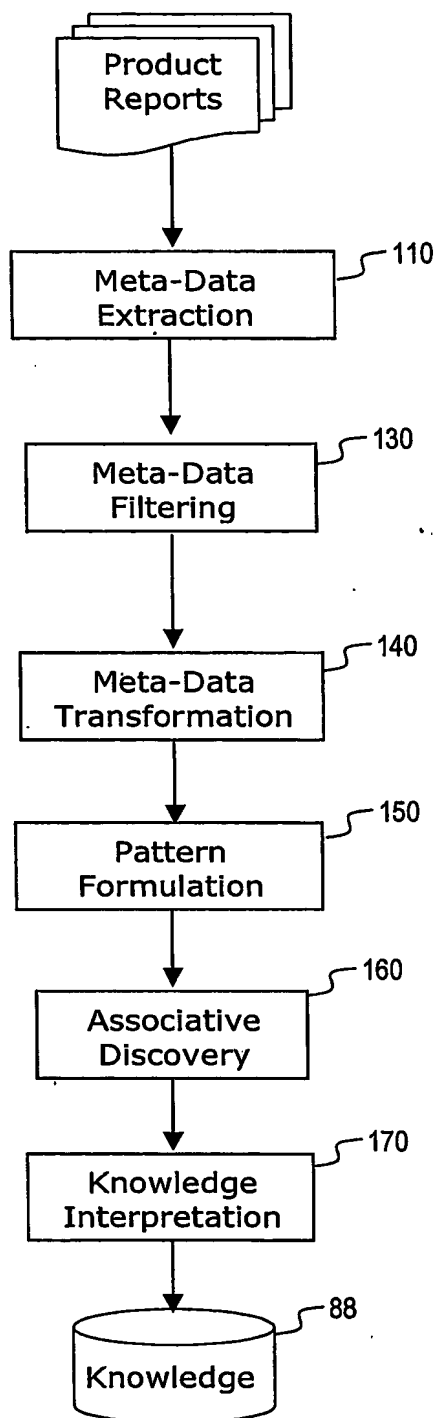 Product
Reports
110
Meta-Data
Extraction
130
Meta-Data
Filtering
140
Meta-Data
Transformation
150
Pattern
Formulation
160
Associative
Discovery
170
Knowledge
Interpretation
88
Knowledge